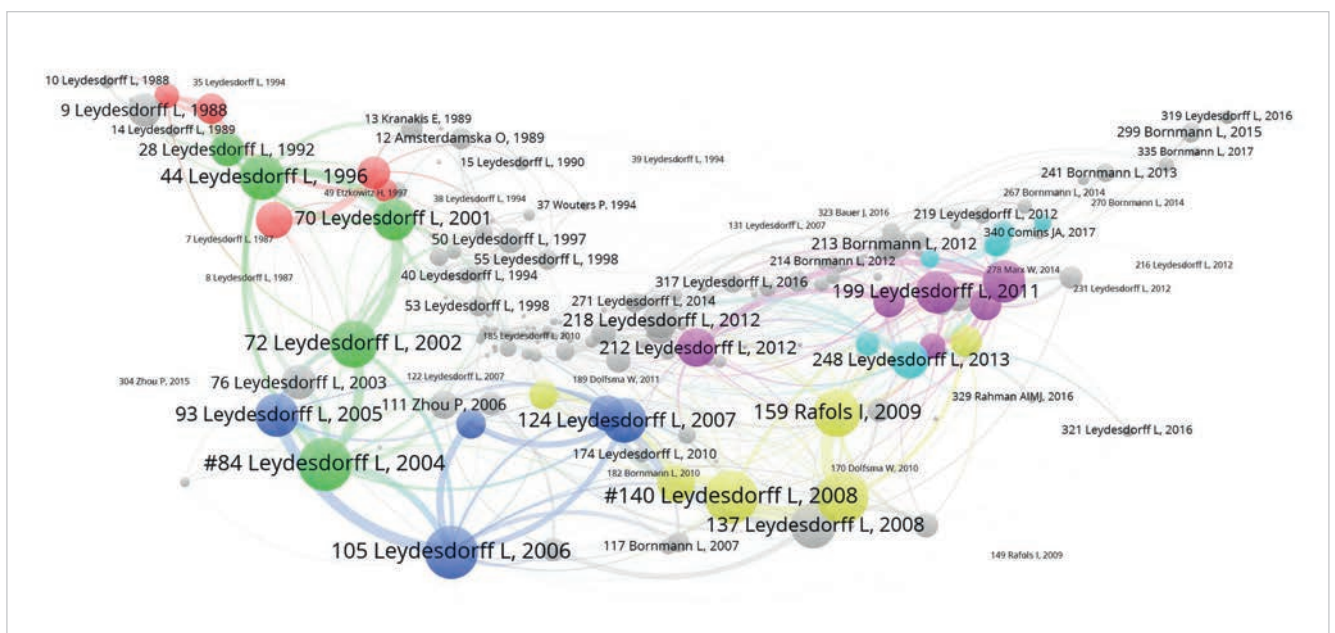 10 Leydesdorff L, 1988
35 Leydesdorff L, 1994
9 Leydesdorff L, 1988
14 Leydesdorff L, 1989
28 Leydesdorff L, 1992
44 Leydesdorff L, 1996
13 Kranakis E, 1989
12 Amsterdamska O, 1989
15 Leydesdorff L, 1990
39 Leydesdorff L, 1994
49 Etzkowitz H, 1997
38 Leydesdorff L, 1994
37 Wouters P, 1994
70 Leydesdorff L, 2001
7 Leydesdorff L, 1987
50 Leydesdorff L, 1997
55 Leydesdorff L, 1998
8 Leydesdorff L, 1987
40 Leydesdorff L, 1994
53 Leydesdorff L, 1998
319 Leydesdorff L, 2016
299 Bornmann L, 2015
335 Bornmann L, 2017
241 Bornmann L, 2013
267 Bornmann L, 2014
270 Bornmann L, 2014
323 Bauer J, 2016
219 Leydesdorff L, 2012
131 Leydesdorff L, 2007
340 Comins JA, 2017
213 Bornmann L, 2012
214 Bornmann L, 2012
278 Marx W, 2014
216 Leydesdorff L, 2012
317 Leydesdorff L, 2016
199 Leydesdorff L, 2011
231 Leydesdorff L, 2012
271 Leydesdorff L, 2014
218 Leydesdorff L, 2012
72 Leydesdorff L, 2002
185 Leydesdorff L, 2010
212 Leydesdorff L, 2012
248 Leydesdorff L, 2013
304 Zhou P, 2015
76 Leydesdorff L, 2003
122 Leydesdorff L, 2007
189 Dolfsma W, 2011
329 Rahman AIMJ, 2016
93 Leydesdorff L, 2005
111 Zhou P, 2006
124 Leydesdorff L, 2007
159 Rafols I, 2009
321 Leydesdorff L, 2016
#84 Leydesdorff L, 2004
174 Leydesdorff L, 2010
182 Bornmann L, 2010
170 Dolfsma W, 2010
#140 Leydesdorff L, 2008
137 Leydesdorff L, 2008
105 Leydesdorff L, 2006
117 Bornmann L, 2007
149 Rafols I, 2009